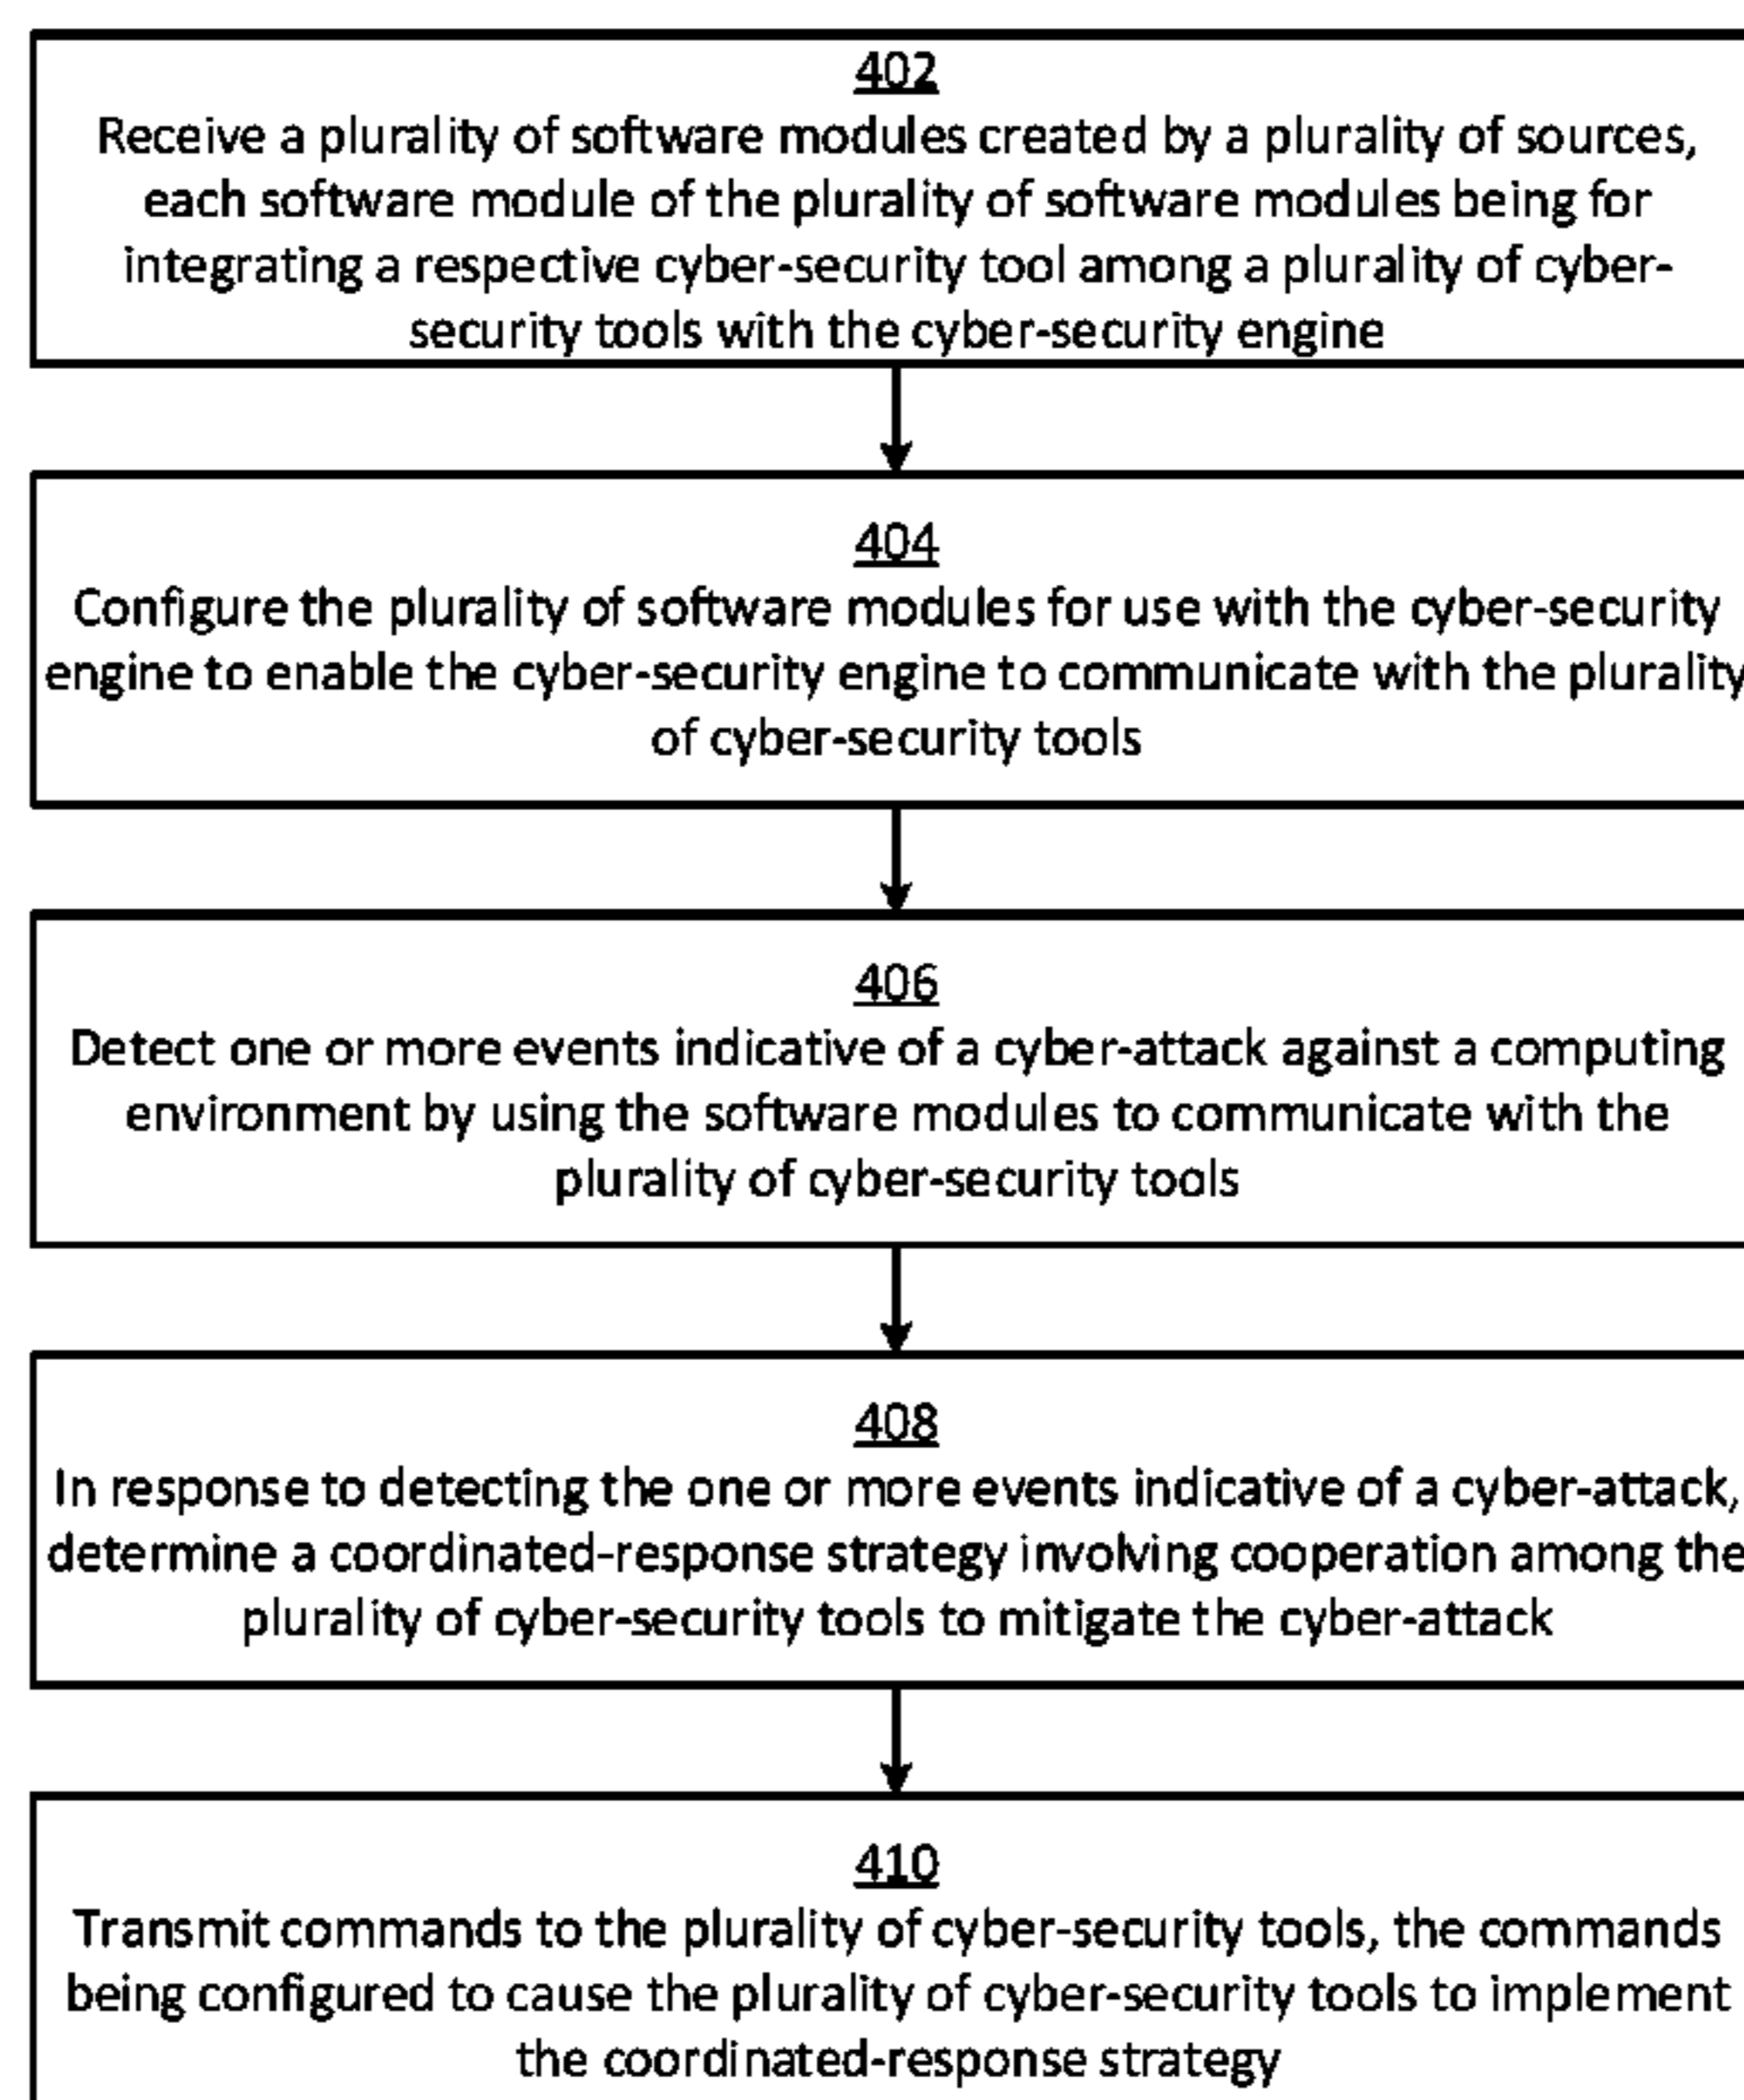 402
Receive a plurality of software modules created by a plurality of sources,
each software module of the plurality of software modules being for
integrating a respective cyber-security tool among a plurality of cyber-
security tools with the cyber-security engine
404
Configure the plurality of software modules for use with the cyber-security
engine to enable the cyber-security engine to communicate with the plurality
of cyber-security tools
406
Detect one or more events indicative of a cyber-attack against a computing
environment by using the software modules to communicate with the
plurality of cyber-security tools
408
In response to detecting the one or more events indicative of a cyber-attack,
determine a coordinated-response strategy involving cooperation among the
plurality of cyber-security tools to mitigate the cyber-attack
410
Transmit commands to the plurality of cyber-security tools, the commands
being configured to cause the plurality of cyber-security tools to implement
the coordinated-response strategy